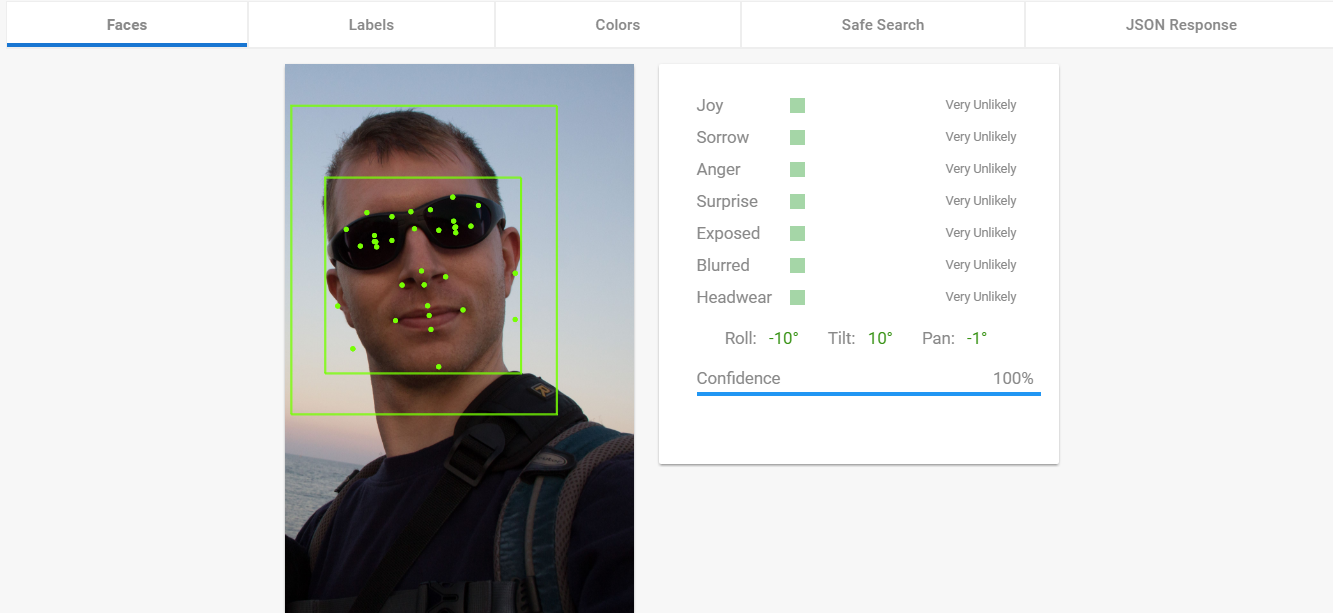 Faces Labels Colors Safe Search JSON Response
Joy Very Unlikely
Sorrow Very Unlikely
Anger Very Unlikely
Surprise Very Unlikely
Exposed Very Unlikely
Blurred Very Unlikely
Headwear Very Unlikely
Roll: -10° Tilt: 10° Pan: -1°
Confidence 100%